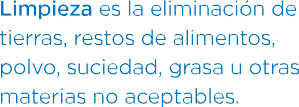 Limpieza es la eliminación de
tierras, restos de alimentos,
polvo, suciedad, grasa u otras
materias no aceptables.